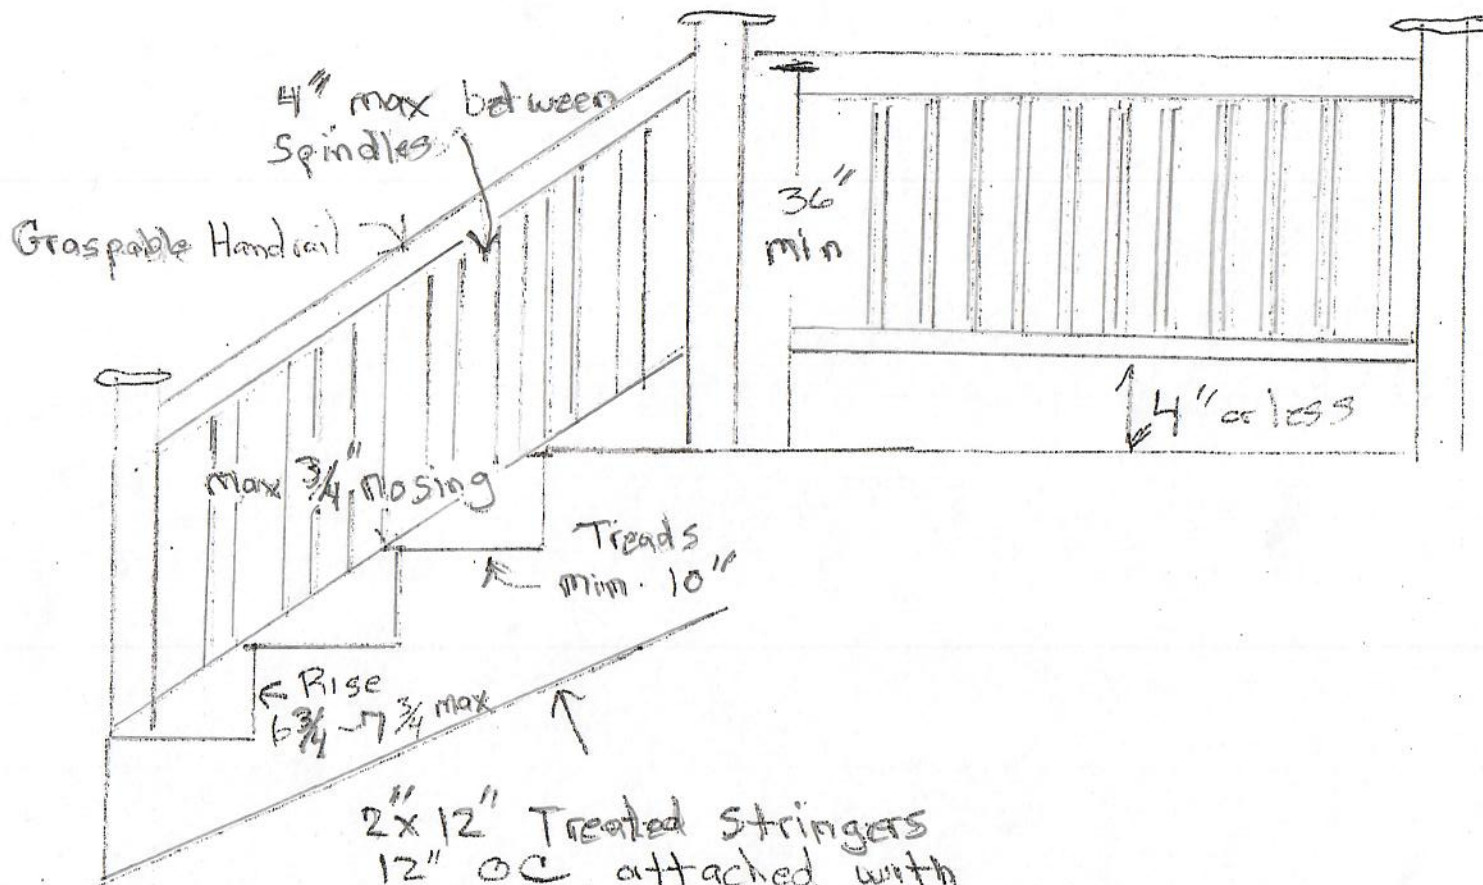 4" max between
Spindles
Graspable Handrail
36"
min
4" or less
max 3/4" nosing
Treads
min. 10"
Rise
6 3/4 - 7 3/4 max
2"x12" Treated Stringers
12" OC attached with